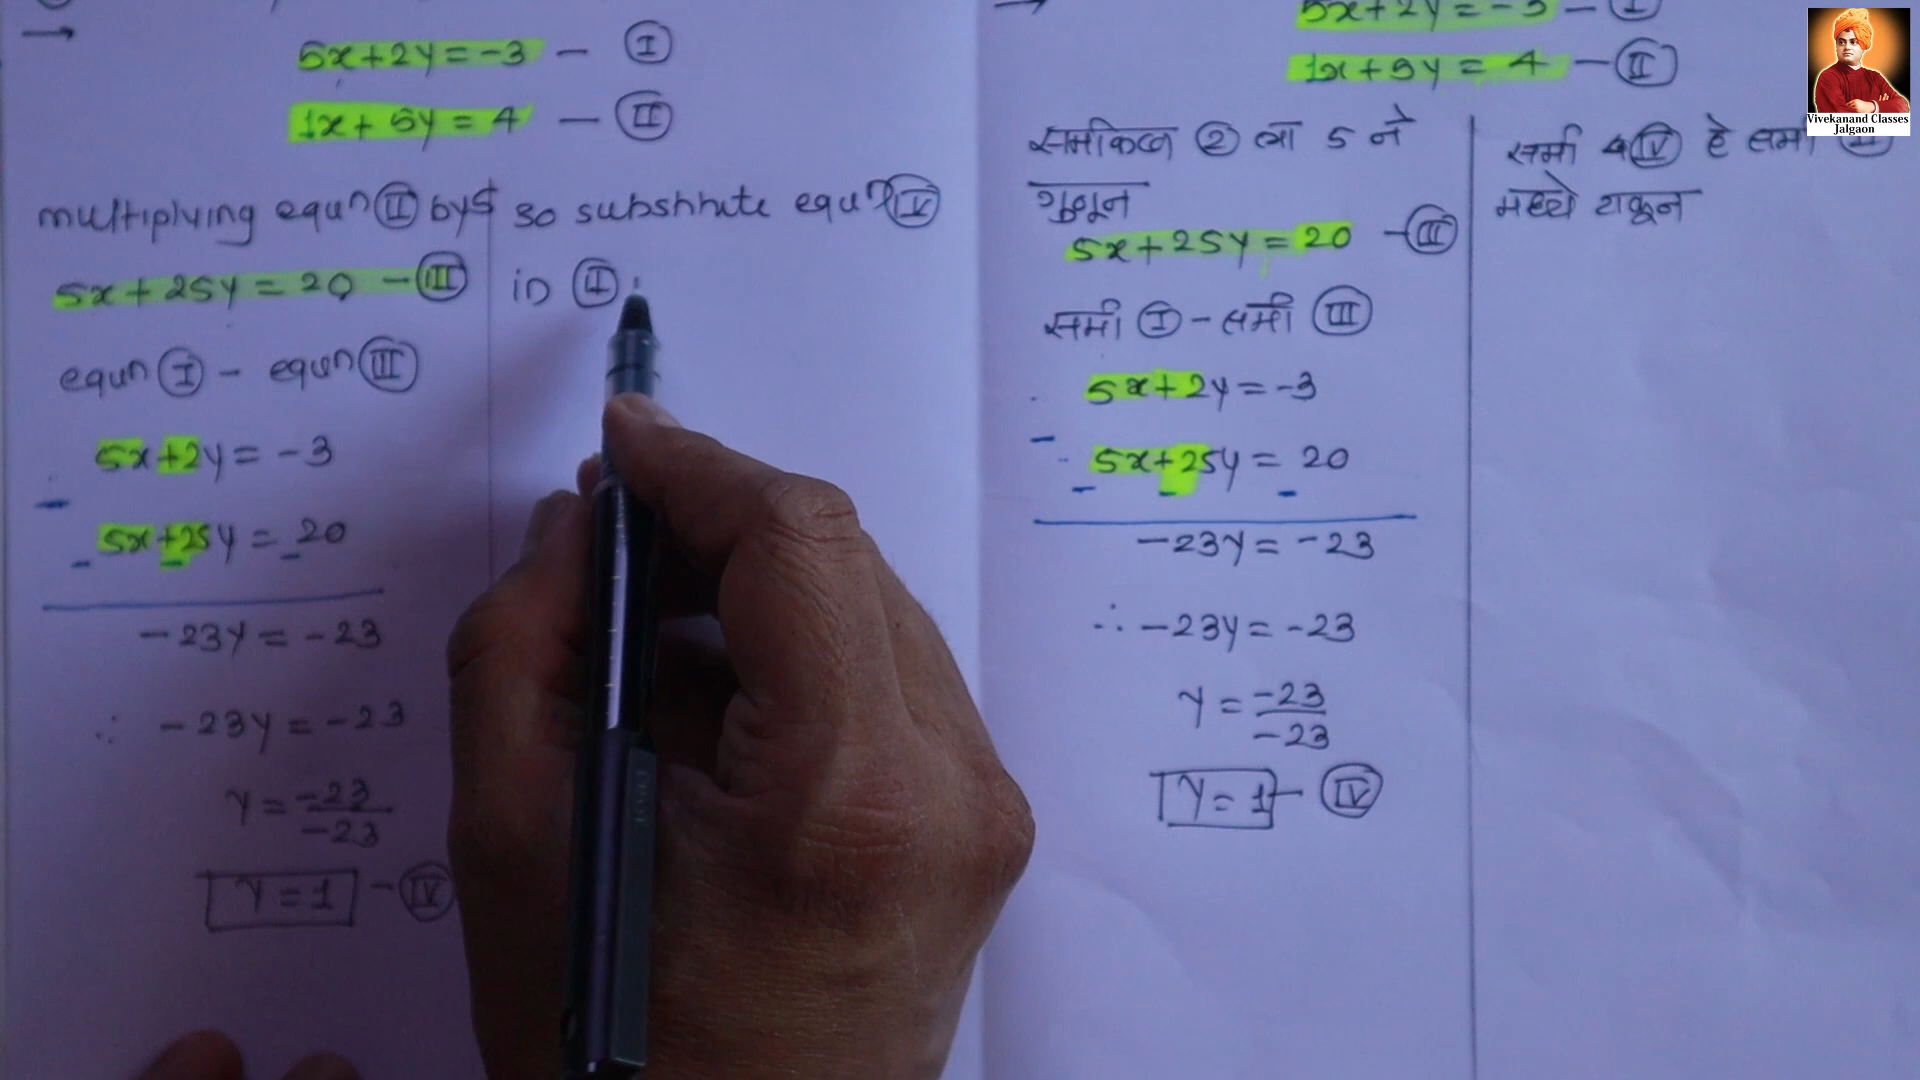 5x+2y=-3 — Ⅰ
1x+5y=4 — Ⅱ
multiplying equⁿ Ⅱ by 5
5x+25y=20 — Ⅲ
equn Ⅰ - equn Ⅲ
5x+2y=-3
-
5x+25y=20
- - -
-23y=-23
∴ -23y=-23
y=-23/-23
y=1 — Ⅳ
so substitute equⁿ Ⅳ
in Ⅱ
5x+2y=-3 — Ⅰ
1x+5y=4 — Ⅱ
समीकरण ② ला 5 ने
गुणून
5x+25y=20 — Ⅲ
समी Ⅰ - समी Ⅲ
5x+2y=-3
-
5x+25y=20
- - -
-23y=-23
∴ -23y=-23
y=-23/-23
y=1 — Ⅳ
समी Ⅳ हे समी
मध्ये टाकून
Vivekanand Classes
Jalgaon